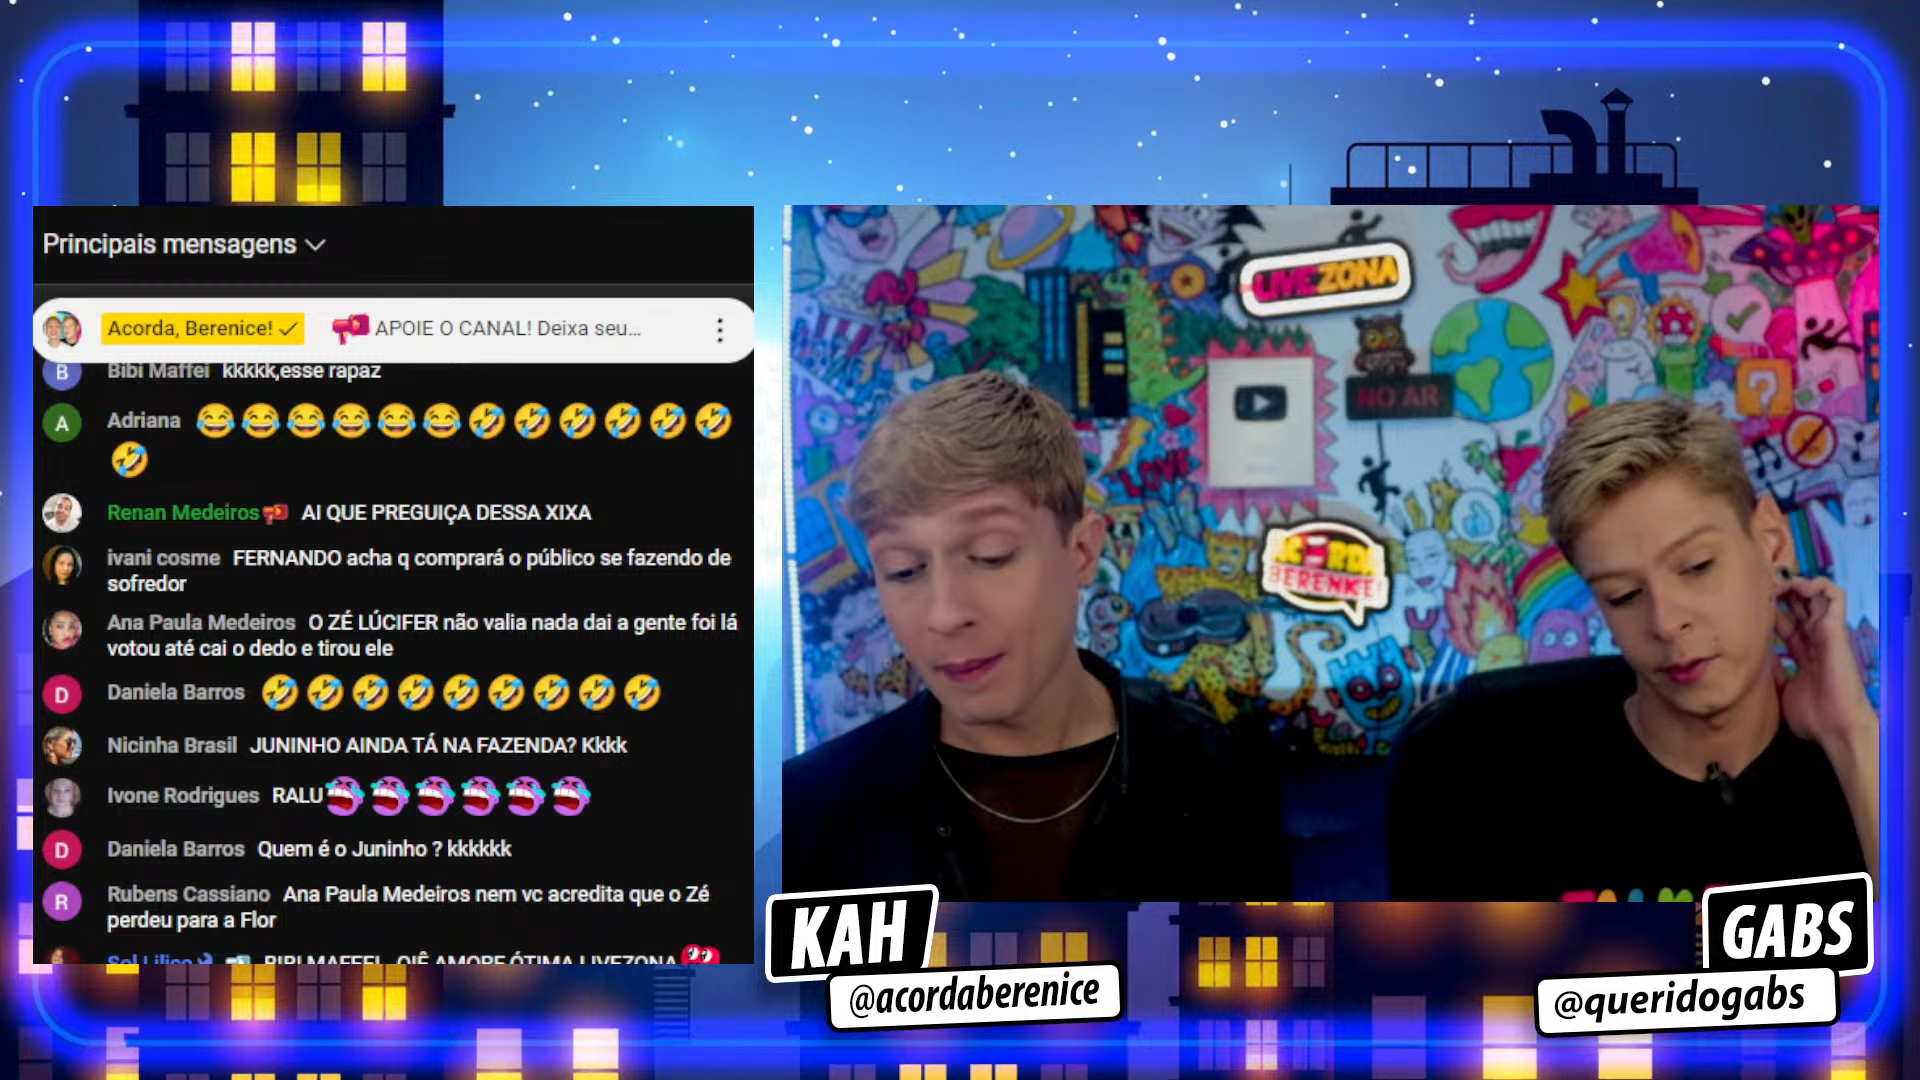 Principais mensagens
Acorda, Berenice! ✓ APOIE O CANAL! Deixa seu...
B Bibi Maffei kkkkk,esse rapaz
A Adriana 😂😂😂😂😂😂🤣🤣🤣🤣🤣🤣
🤣
Renan Medeiros AI QUE PREGUIÇA DESSA XIXA
ivani cosme FERNANDO acha q comprará o público se fazendo de
sofredor
Ana Paula Medeiros O ZÉ LÚCIFER não valia nada dai a gente foi lá
votou até cai o dedo e tirou ele
D Daniela Barros 🤣🤣🤣🤣🤣🤣🤣🤣🤣
Nicinha Brasil JUNINHO AINDA TÁ NA FAZENDA? Kkkk
Ivone Rodrigues RALU
D Daniela Barros Quem é o Juninho ? kkkkkk
R Rubens Cassiano Ana Paula Medeiros nem vc acredita que o Zé
perdeu para a Flor
LIVEZONA
NO AR
LOVE
ACORDA
BERENICE!
KAH
@acordaberenice
GABS
@queridogabs